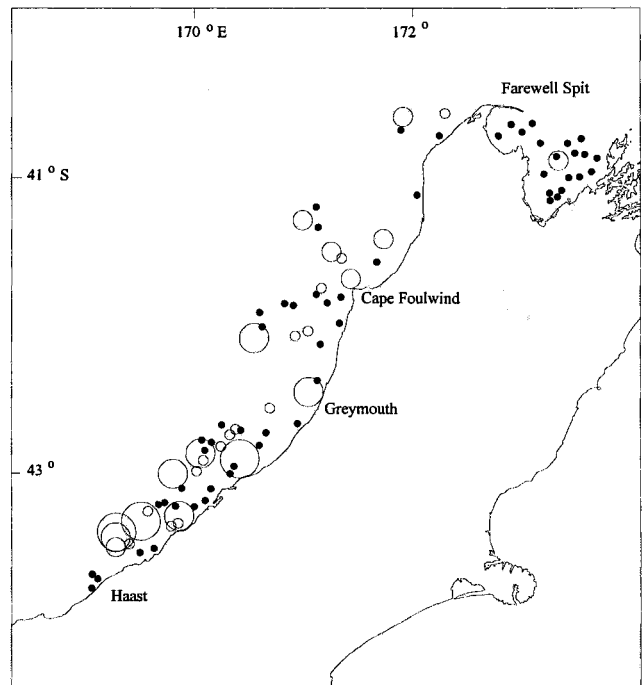 170 ° E
172 °
Farewell Spit
41 ° S
Cape Foulwind
Greymouth
43 °
Haast